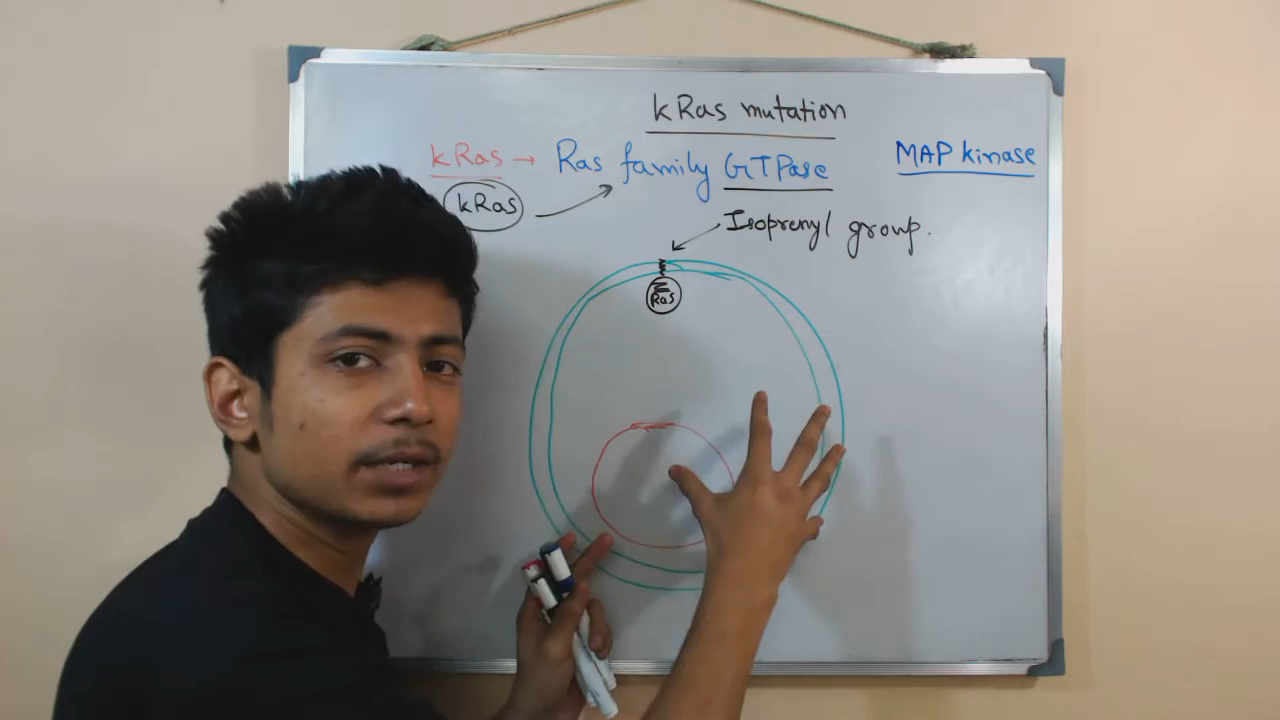 kRas mutation
kRas → Ras family GTPase
MAP kinase
kRas
Isoprenyl group.
Ras